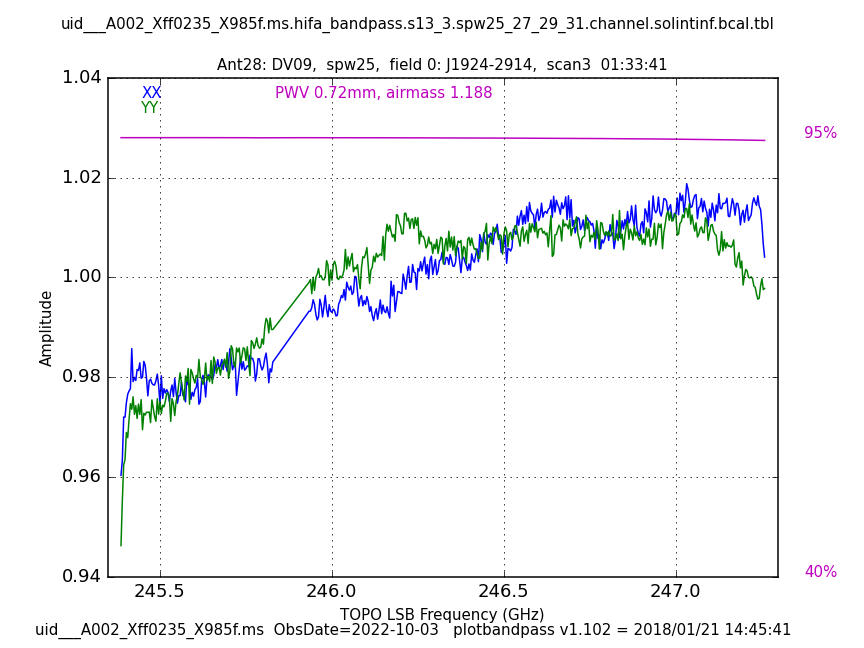 uid___A002_Xff0235_X985f.ms.hifa_bandpass.s13_3.spw25_27_29_31.channel.solintinf.bcal.tbl
Ant28: DV09,  spw25,  field 0: J1924-2914,  scan3  01:33:41
XX
YY
PWV 0.72mm, airmass 1.188
95%
40%
1.04
1.02
1.00
0.98
0.96
0.94
Amplitude
245.5
246.0
246.5
247.0
TOPO LSB Frequency (GHz)
uid___A002_Xff0235_X985f.ms  ObsDate=2022-10-03   plotbandpass v1.102 = 2018/01/21 14:45:41